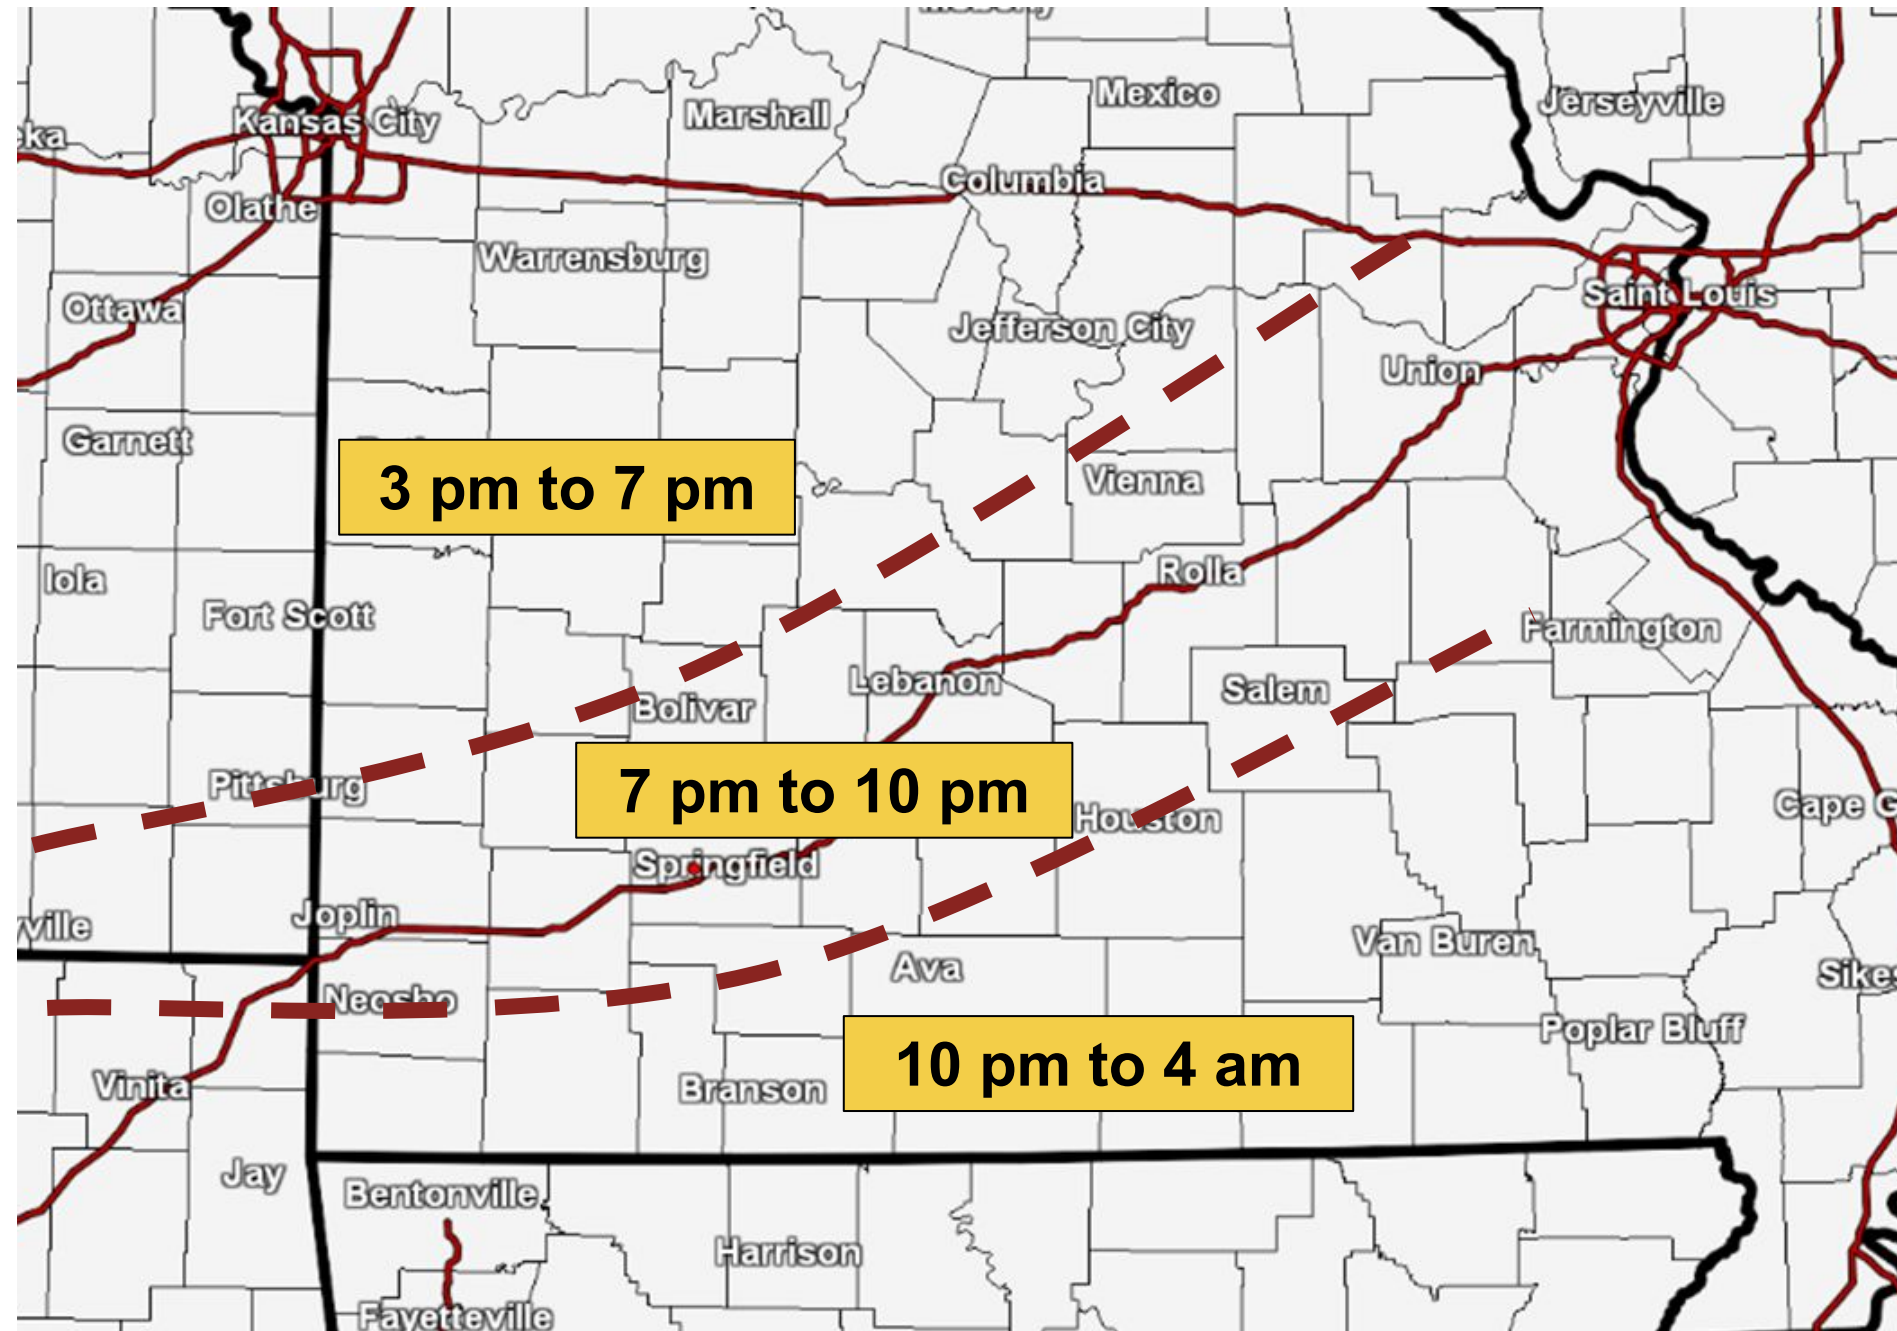 Mexico
Marshall
Jerseyville
Kansas City
Columbia
Olathe
Warrensburg
Saint Louis
Ottawa
Jefferson City
Union
Garnett
3 pm to 7 pm
Vienna
Iola
Rolla
Fort Scott
Farmington
Lebanon
Salem
Bolivar
Pittsburg
7 pm to 10 pm
Houston
Cape G
Springfield
Joplin
ville
Van Buren
Ava
Sikes
Neosho
Poplar Bluff
10 pm to 4 am
Vinita
Branson
Jay
Bentonville
Harrison
Fayetteville